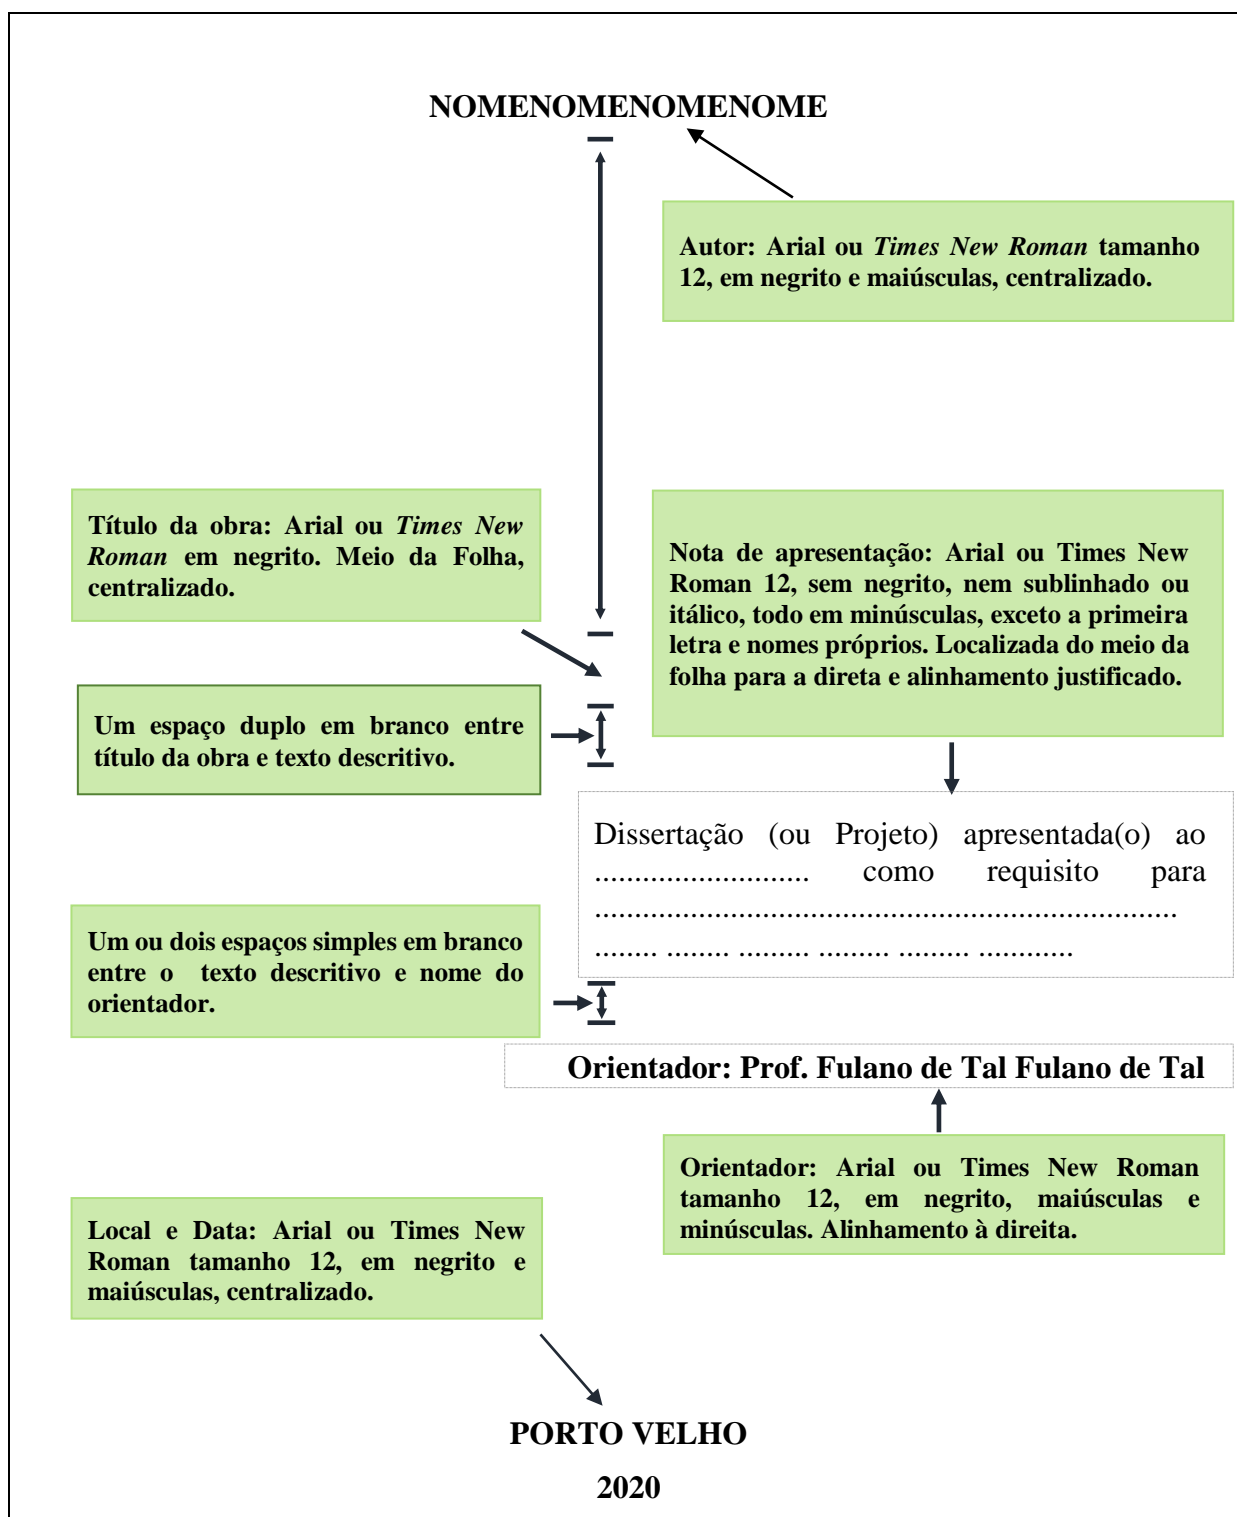 NOMENOMENOMENOME
Autor: Arial ou Times New Roman tamanho
12, em negrito e maiúsculas, centralizado.
Título da obra: Arial ou Times New
Roman em negrito. Meio da Folha,
centralizado.
Nota de apresentação: Arial ou Times New
Roman 12, sem negrito, nem sublinhado ou
itálico, todo em minúsculas, exceto a primeira
letra e nomes próprios. Localizada do meio da
folha para a direta e alinhamento justificado.
Um espaço duplo em branco entre
título da obra e texto descritivo.
Dissertação (ou Projeto) apresentada(o) ao
........................... como requisito para
.........................................................................
........ ........ ......... ......... ......... ............
Um ou dois espaços simples em branco
entre o texto descritivo e nome do
orientador.
Orientador: Prof. Fulano de Tal Fulano de Tal
Orientador: Arial ou Times New Roman
tamanho 12, em negrito, maiúsculas e
minúsculas. Alinhamento à direita.
Local e Data: Arial ou Times New
Roman tamanho 12, em negrito e
maiúsculas, centralizado.
PORTO VELHO
2020